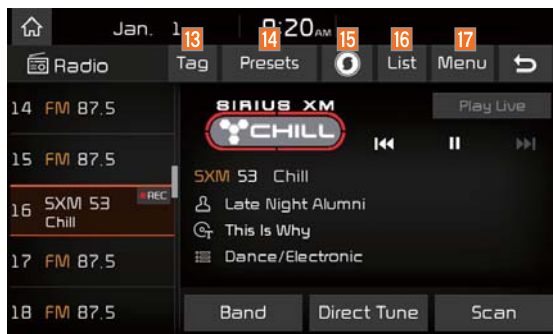 Jan. 1 8:20 AM
13 14 15 16 17
Radio Tag Presets List Menu
14 FM 87.5
15 FM 87.5
16 SXM 53 Chill REC
17 FM 87.5
18 FM 87.5
SIRIUS XM
CHILL
Play Live
SXM 53 Chill
Late Night Alumni
This Is Why
Dance/Electronic
Band Direct Tune Scan